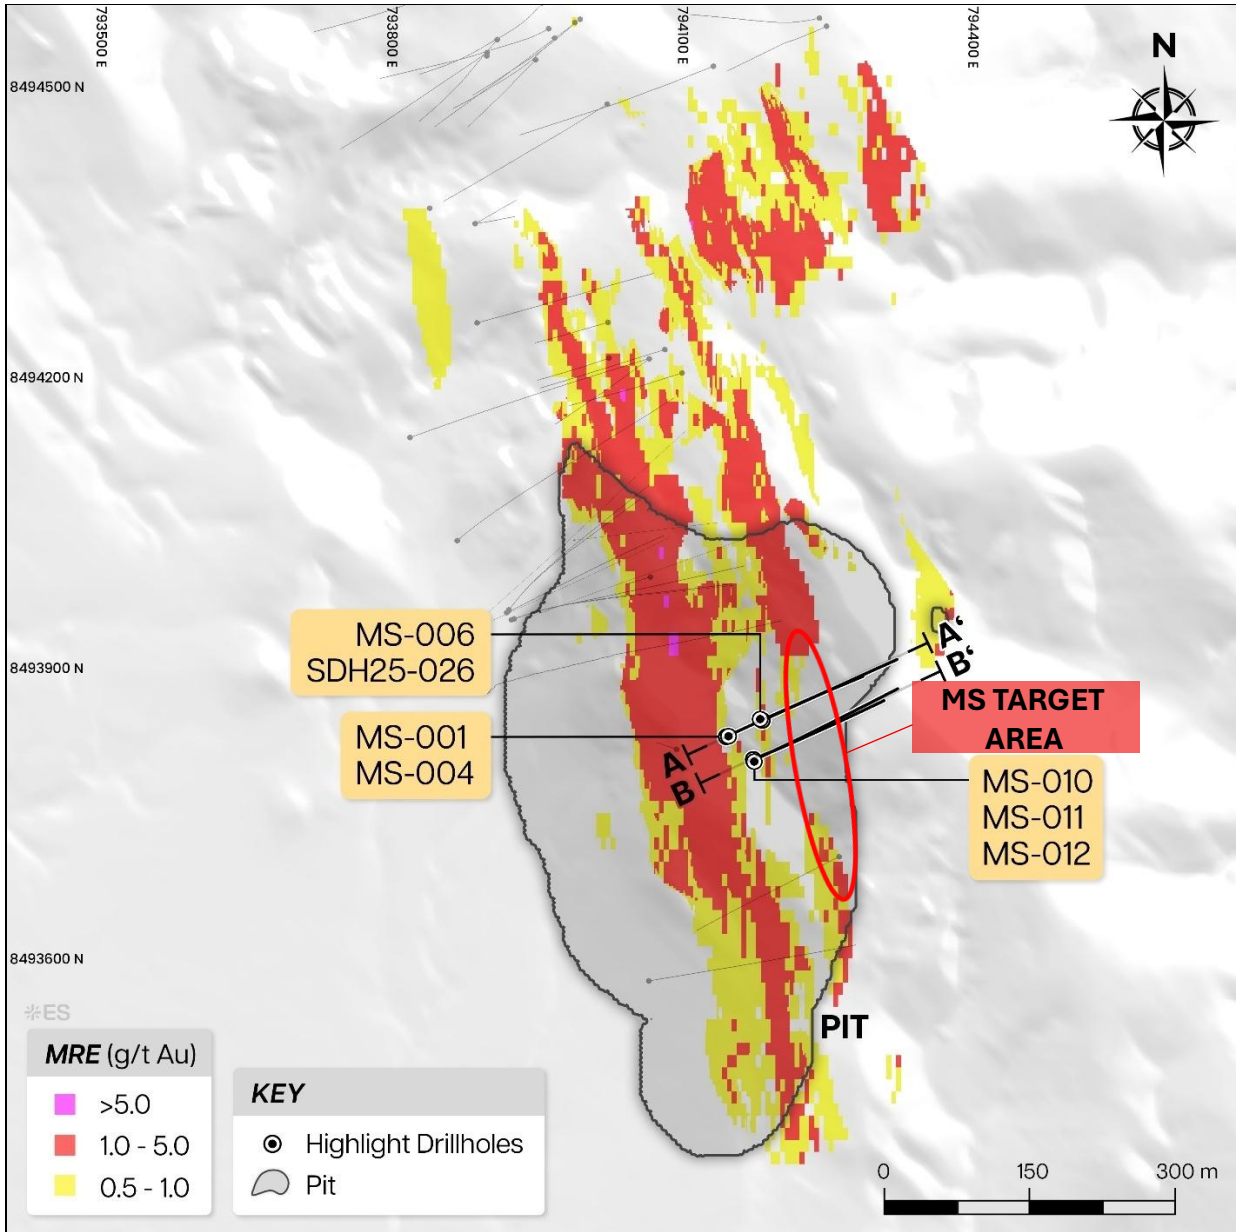 793500 E
793800 E
794100 E
794400 E
N
8494500 N
8494200 N
MS-006
SDH25-026
A'
B'
8493900 N
MS TARGET
AREA
MS-001
MS-004
A
B
MS-010
MS-011
MS-012
8493600 N
ES
PIT
MRE (g/t Au)
>5.0
1.0 - 5.0
0.5 - 1.0
KEY
Highlight Drillholes
Pit
0
150
300 m